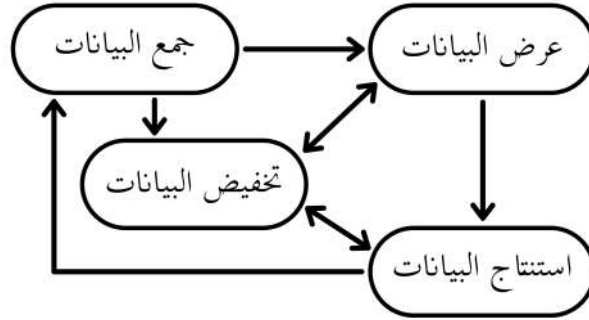 جمع البيانات
عرض البيانات
تخفيض البيانات
استنتاج البيانات